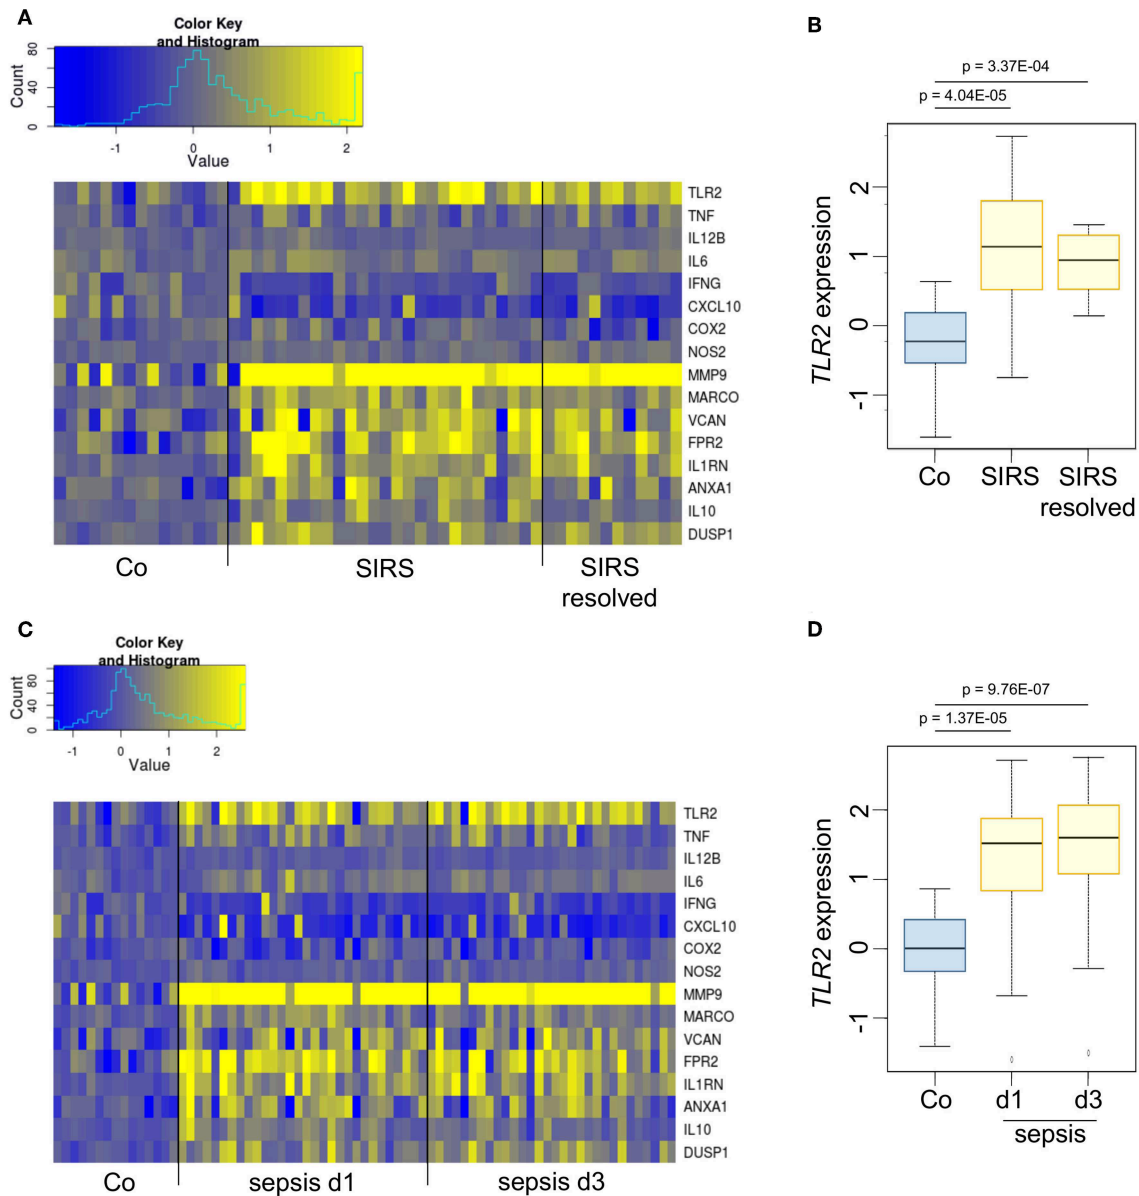 A
Color Key
and Histogram
Count
0 40 80
-1 0 1 2
Value
TLR2
TNF
IL12B
IL6
IFNG
CXCL10
COX2
NOS2
MMP9
MARCO
VCAN
FPR2
IL1RN
ANXA1
IL10
DUSP1
Co SIRS SIRS
resolved
B
p = 3.37E-04
p = 4.04E-05
TLR2 expression
2
1
0
-1
Co SIRS SIRS
resolved
C
Color Key
and Histogram
Count
0 40 80
-1 0 1 2
Value
TLR2
TNF
IL12B
IL6
IFNG
CXCL10
COX2
NOS2
MMP9
MARCO
VCAN
FPR2
IL1RN
ANXA1
IL10
DUSP1
Co sepsis d1 sepsis d3
D
p = 9.76E-07
p = 1.37E-05
TLR2 expression
2
1
0
-1
Co d1 d3
sepsis